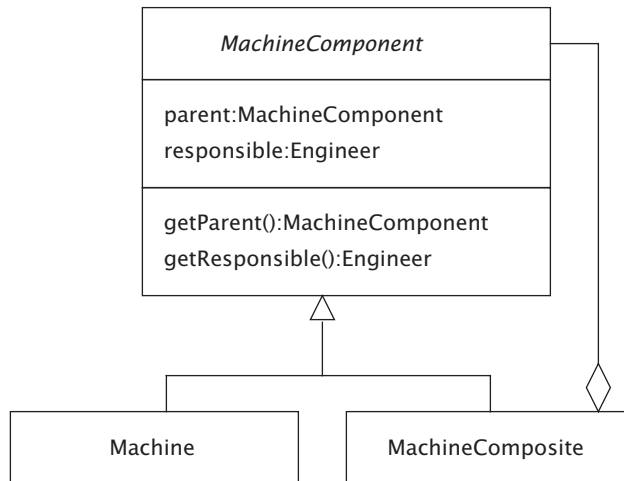 MachineComponent
parent:MachineComponent
responsible:Engineer
getParent():MachineComponent
getResponsible():Engineer
Machine
MachineComposite